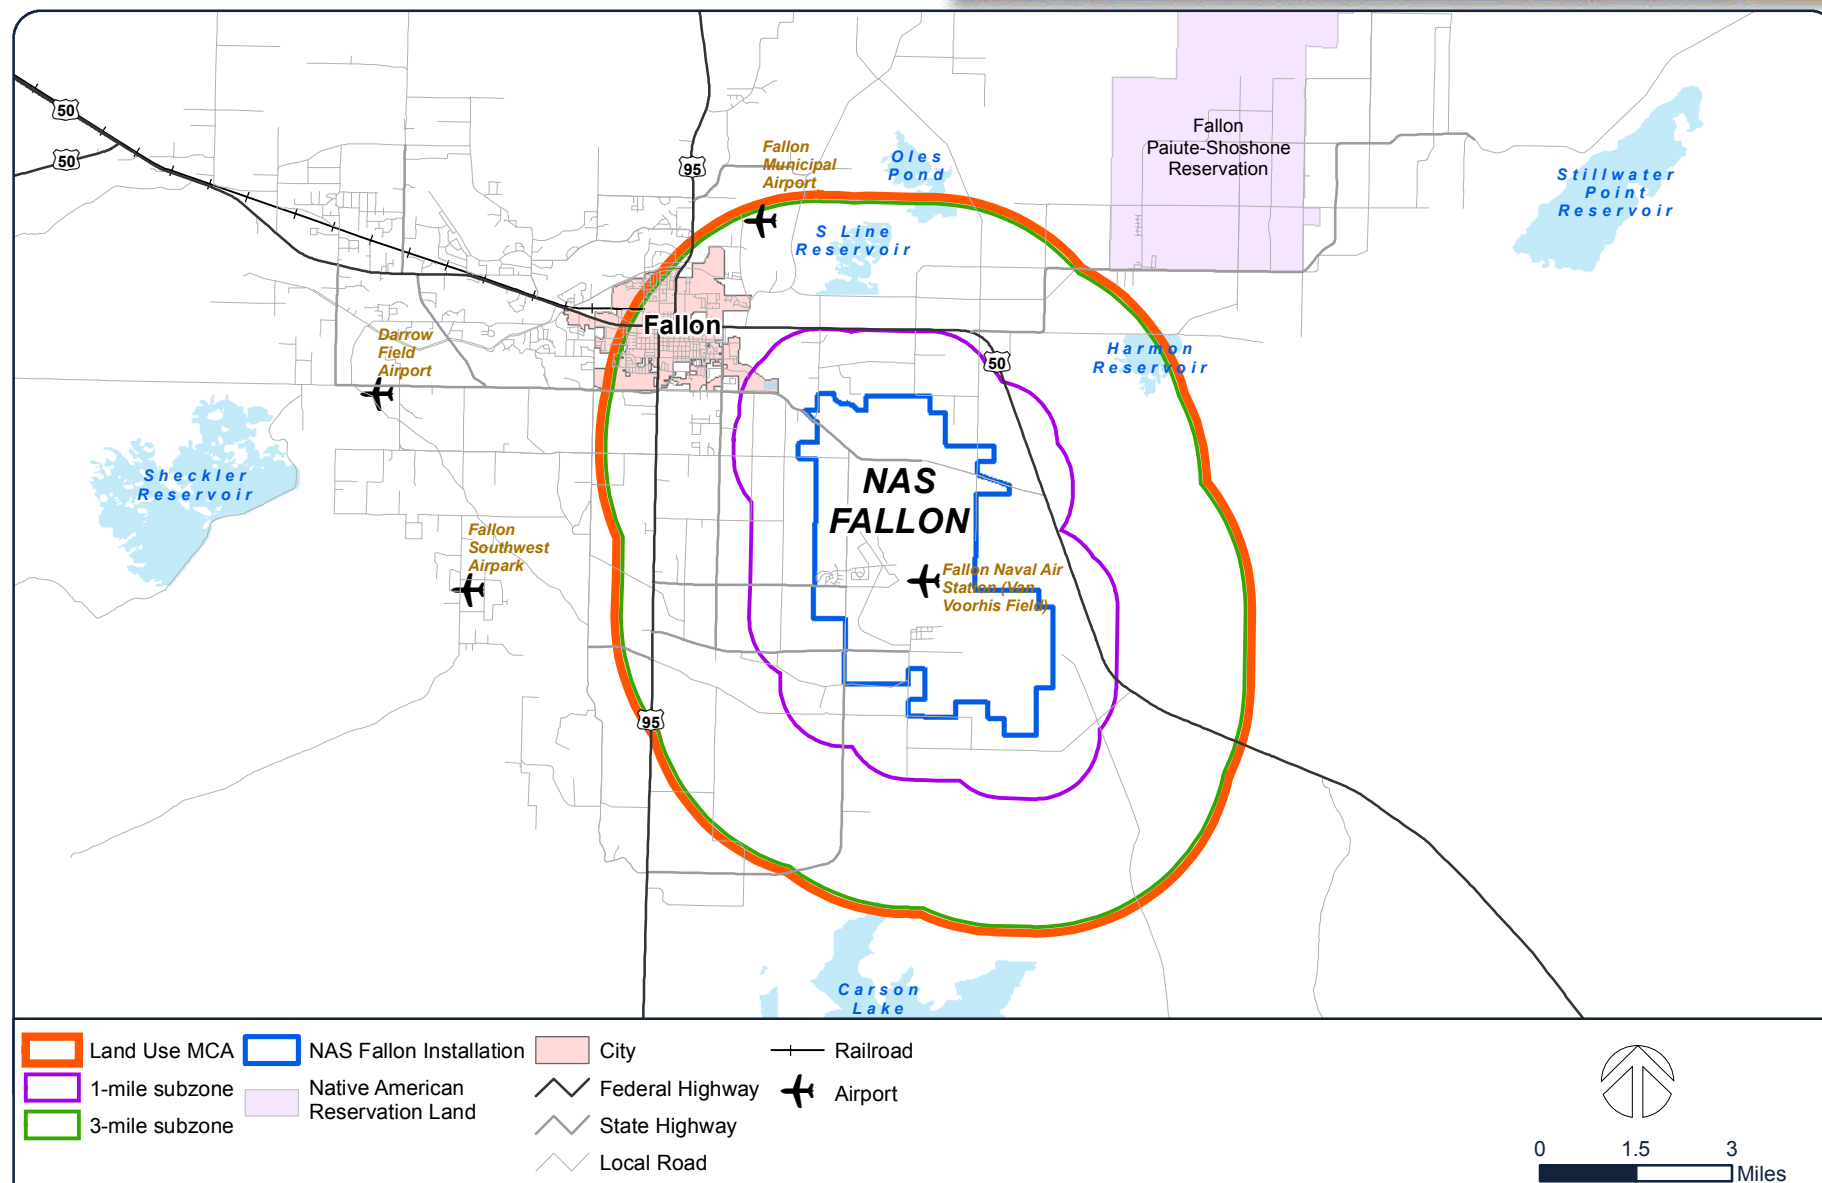 50
50
95
Fallon
Municipal
Airport
Oles
Pond
Fallon
Paiute-Shoshone
Reservation
Stillwater
Point
Reservoir
S Line
Reservoir
Fallon
Darrow
Field
Airport
50
Harmon
Reservoir
Sheckler
Reservoir
NAS
FALLON
Fallon
Southwest
Airpark
Fallon Naval Air
Station (Van
Voorhis Field)
95
Carson
Lake
Land Use MCA
1-mile subzone
3-mile subzone
NAS Fallon Installation
Native American
Reservation Land
City
Federal Highway
State Highway
Local Road
Railroad
Airport
0 1.5 3
Miles